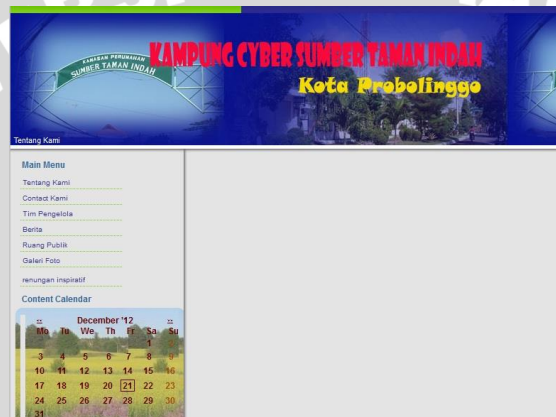 KAWASAN PERUMAHAN
SUMBER TAMAN INDAH
KAMPUNG CYBER SUMBER TAMAN INDAH
Kota Probolinggo
Tentang Kami
Main Menu
Tentang Kami
Contact Kami
Tim Pengelola
Berita
Ruang Publik
Galeri Foto
renungan inspiratif
Content Calendar
December '12
Mo Tu We Th Fr Sa Su
1 2
3 4 5 6 7 8 9
10 11 12 13 14 15 16
17 18 19 20 21 22 23
24 25 26 27 28 29 30
31